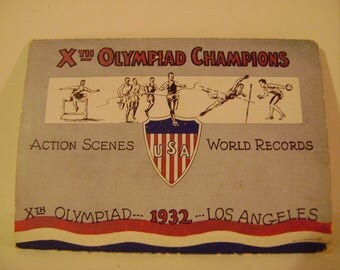 XTH OLYMPIAD CHAMPIONS
ACTION SCENES USA WORLD RECORDS
XTH OLYMPIAD--- 1932 --- LOS ANGELES